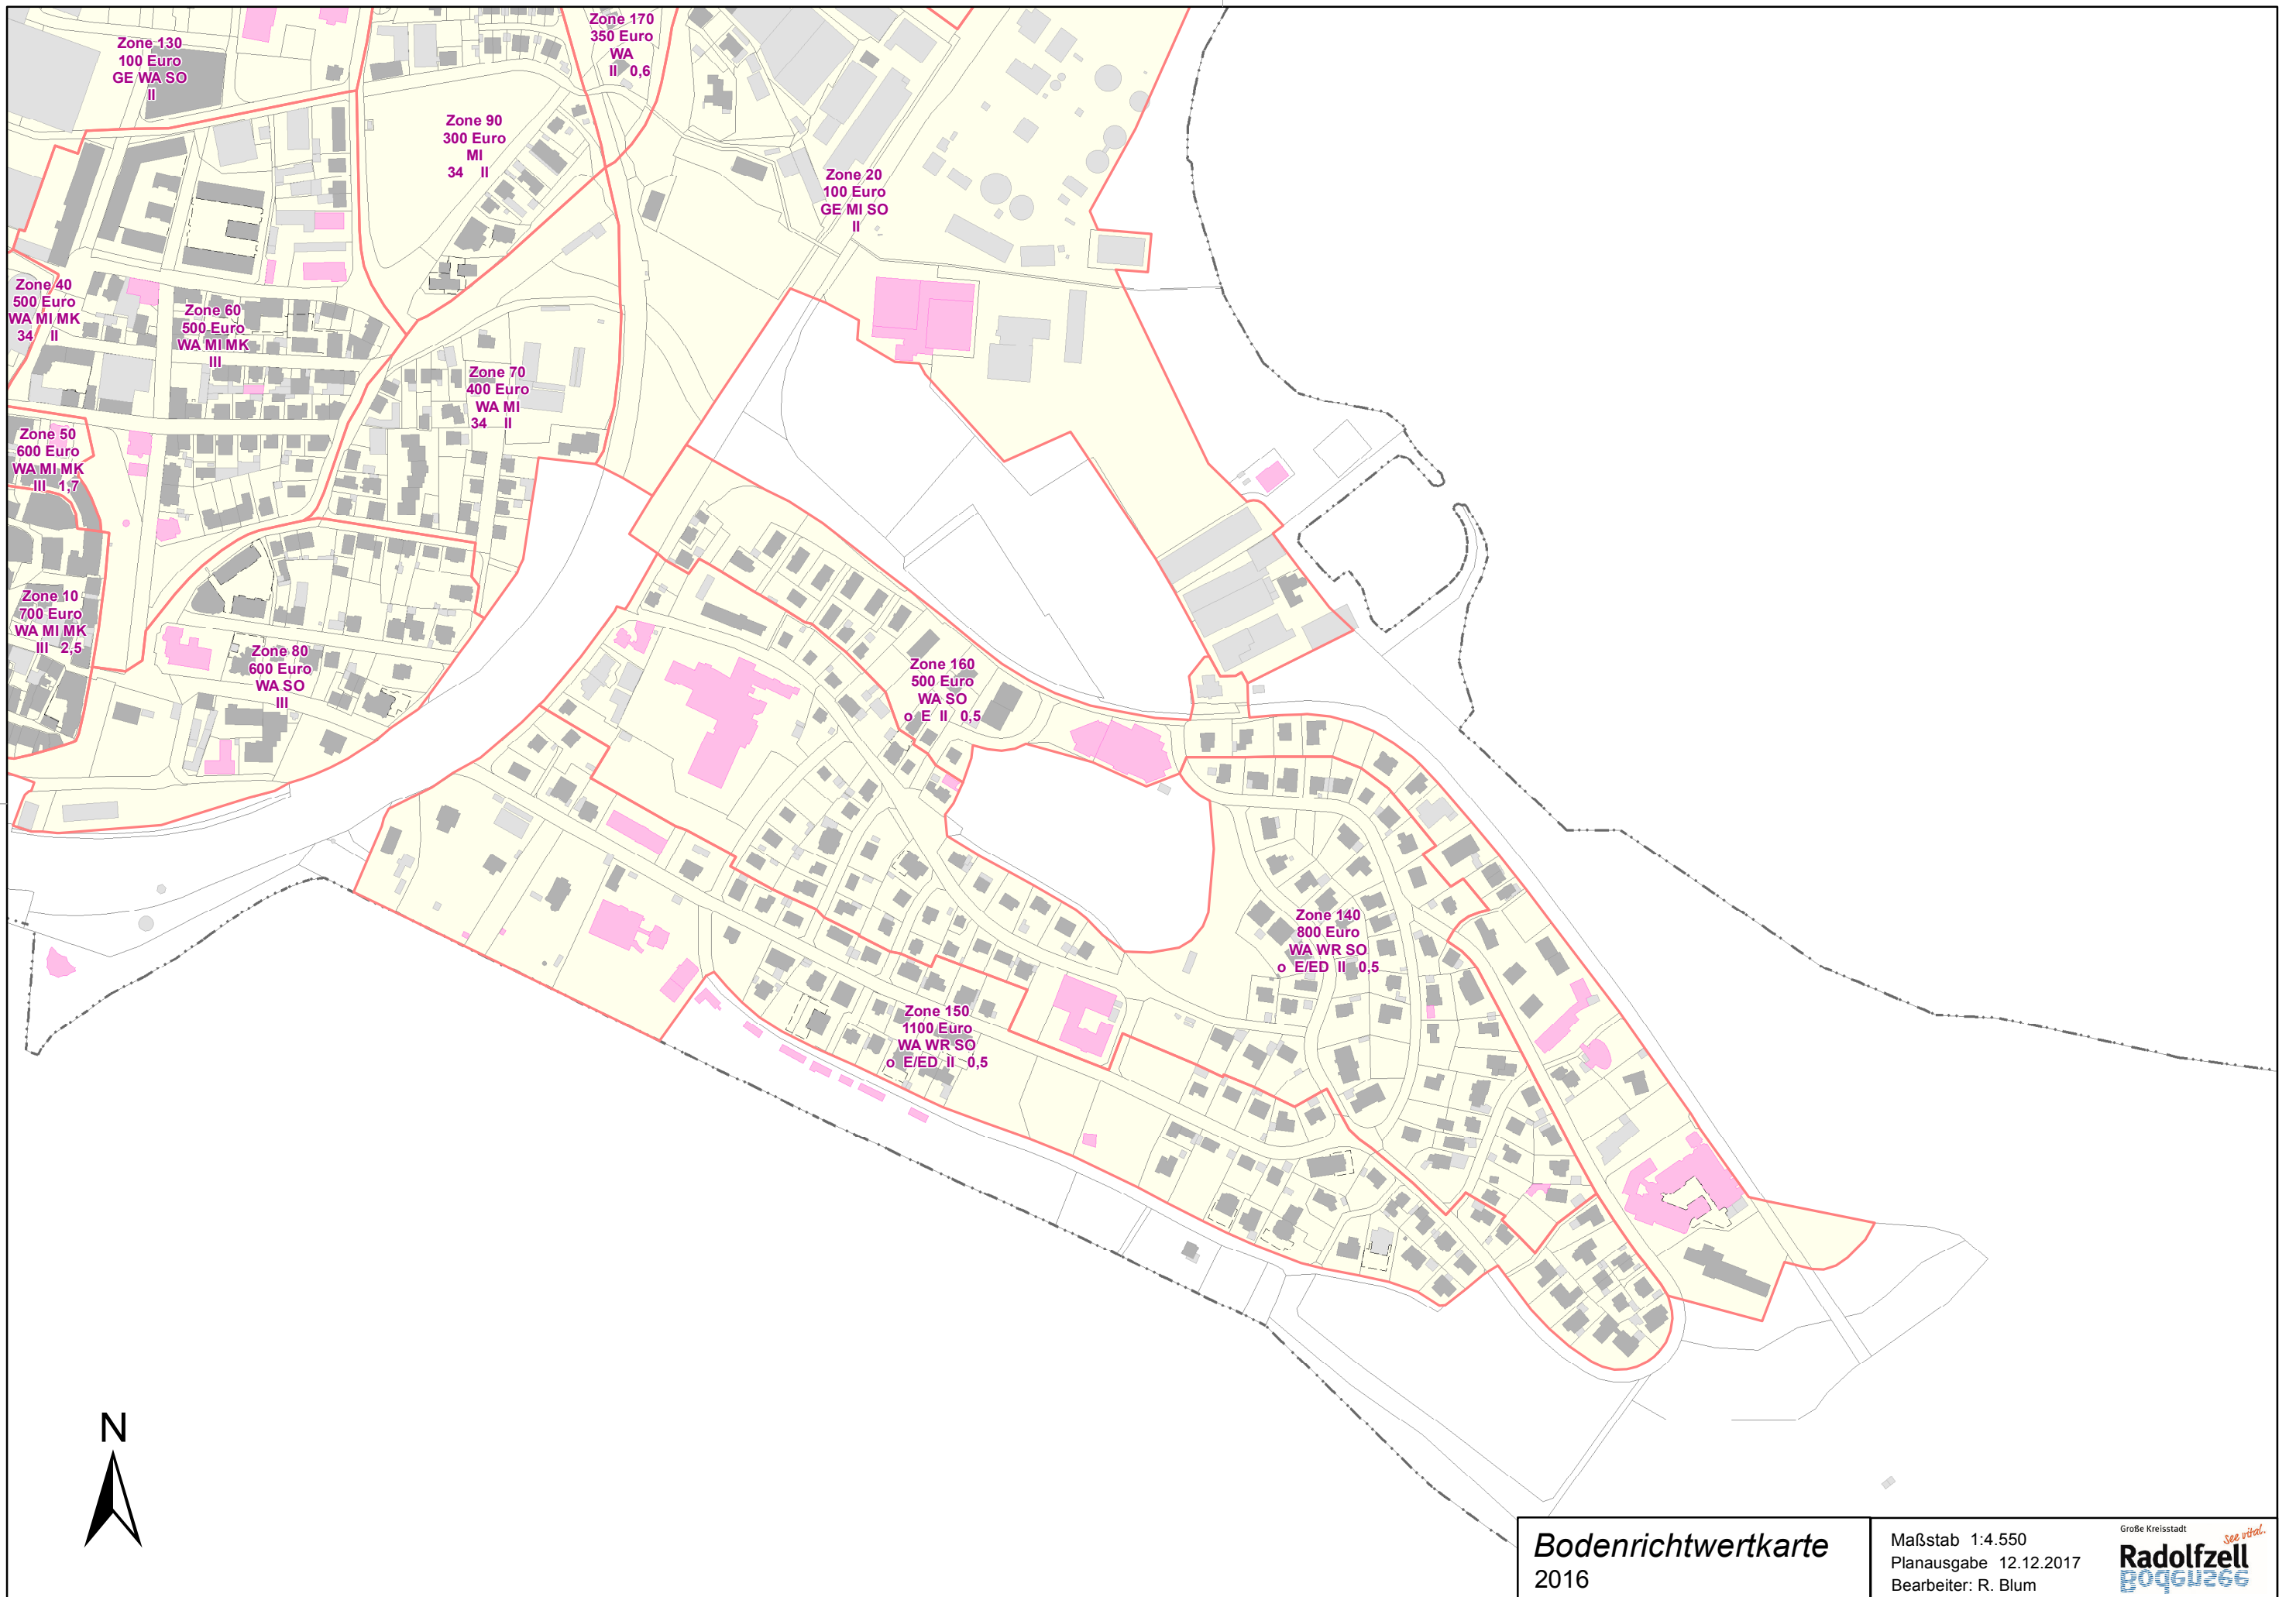 Zone 130
100 Euro
GE WA SO
II
Zone 170
350 Euro
WA
II 0,6
Zone 90
300 Euro
MI
34 II
Zone 20
100 Euro
GE MI SO
II
Zone 40
500 Euro
WA MI MK
34 II
Zone 60
500 Euro
WA MI MK
III
Zone 70
400 Euro
WA MI
34 II
Zone 50
600 Euro
WA MI MK
III 1,7
Zone 10
700 Euro
WA MI MK
III 2,5
Zone 80
600 Euro
WA SO
III
Zone 160
500 Euro
WA SO
o E II 0,5
Zone 140
800 Euro
WA WR SO
o E/ED II 0,5
Zone 150
1100 Euro
WA WR SO
o E/ED II 0,5
N
Bodenrichtwertkarte
2016
Maßstab 1:4.550
Planausgabe 12.12.2017
Bearbeiter: R. Blum
Große Kreisstadt
see vital.
Radolfzell
Bodensee